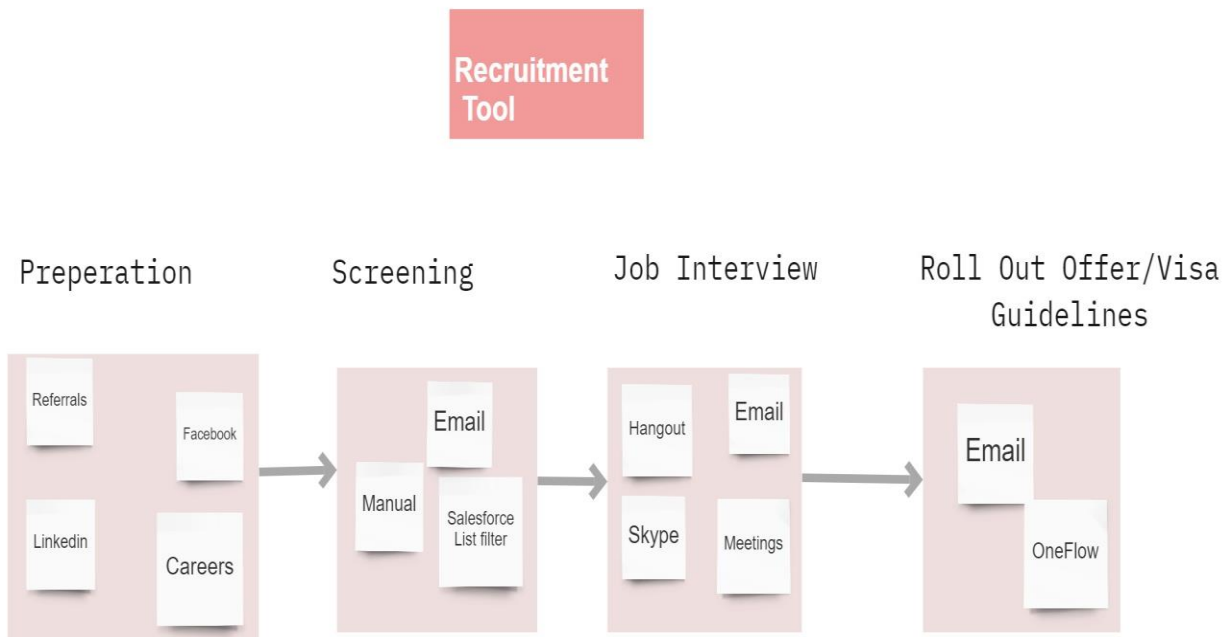 Recruitment
Tool
Preperation
Screening
Job Interview
Roll Out Offer/Visa
Guidelines
Referrals
Facebook
Linkedin
Careers
Email
Manual
Salesforce
List filter
Hangout
Email
Skype
Meetings
Email
OneFlow